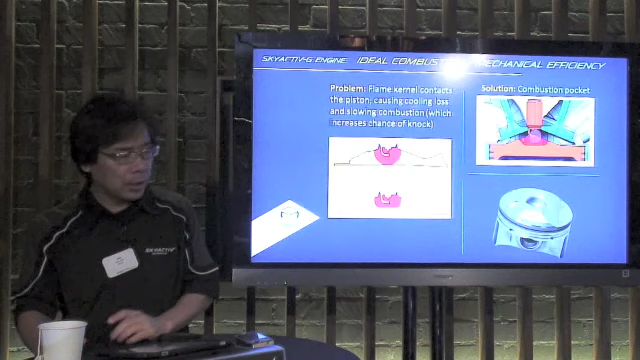 SKYACTIV-G ENGINE IDEAL COMBUSTION MECHANICAL EFFICIENCY
Problem: Flame kernel contacts
the piston, causing cooling loss
and slowing combustion (which
increases chance of knock)
Solution: Combustion pocket
SKYACTIV